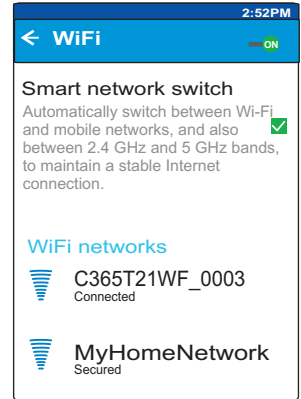 2:52PM
WiFi
ON
Smart network switch
Automatically switch between Wi-Fi
and mobile networks, and also
between 2.4 GHz and 5 GHz bands,
to maintain a stable Internet
connection.
WiFi networks
C365T21WF_0003
Connected
MyHomeNetwork
Secured